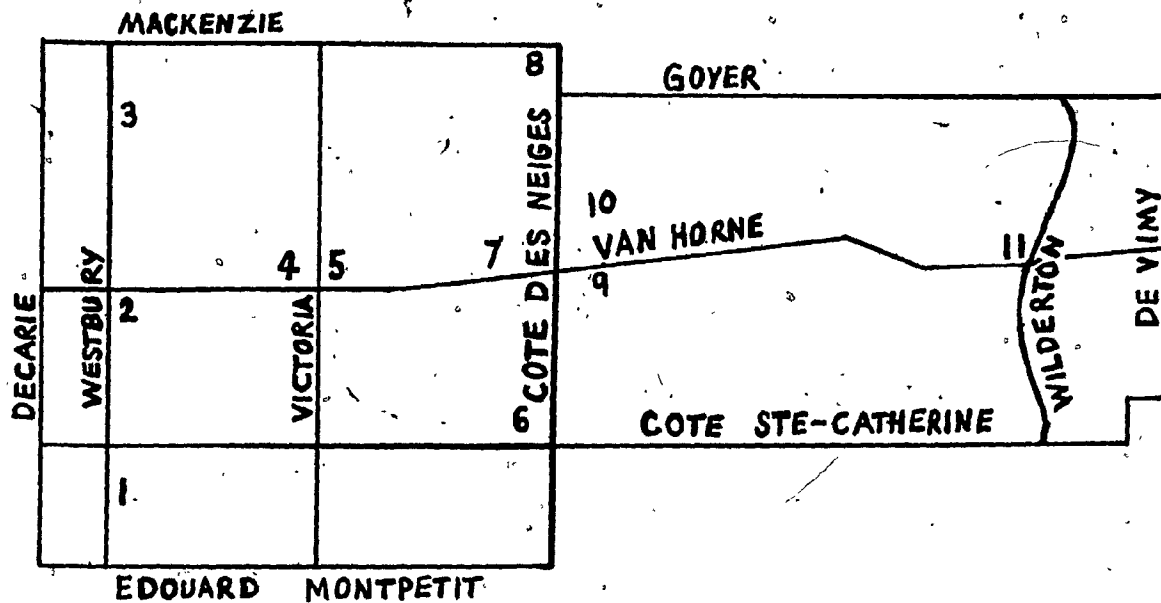 MACKENZIE
8
GOYER
3
COTE DES NEIGES
10
VAN HORNE
DE VIMY
7
11
4
5
9
WESTBURY
2
DECARIE
VICTORIA
WILDERTON
6
COTE STE-CATHERINE
1
EDOUARD MONTPETIT